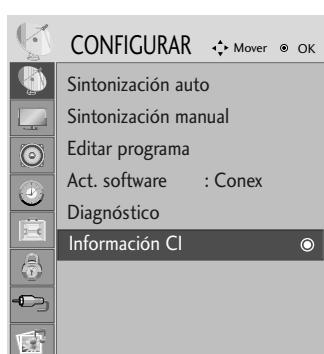 CONFIGURAR Mover OK
Sintonización auto
Sintonización manual
Editar programa
Act. software : Conex
Diagnóstico
Información CI